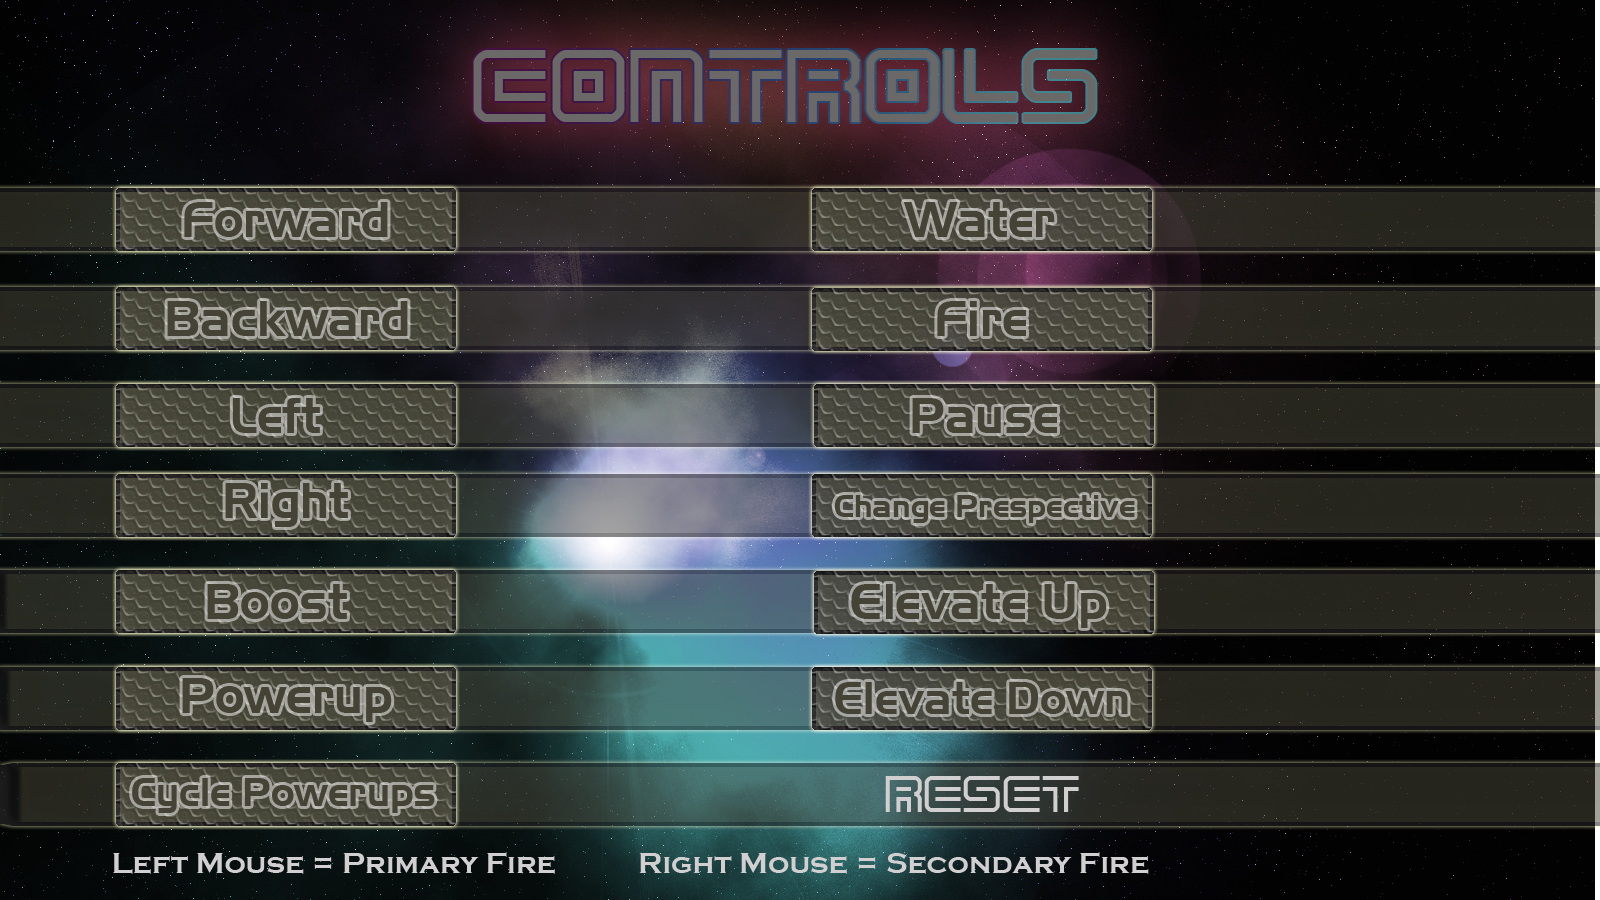 CONTROLS
Forward
Water
Backward
Fire
Left
Pause
Right
Change Prespective
Boost
Elevate Up
Powerup
Elevate Down
Cycle Powerups
RESET
LEFT MOUSE = PRIMARY FIRE
RIGHT MOUSE = SECONDARY FIRE